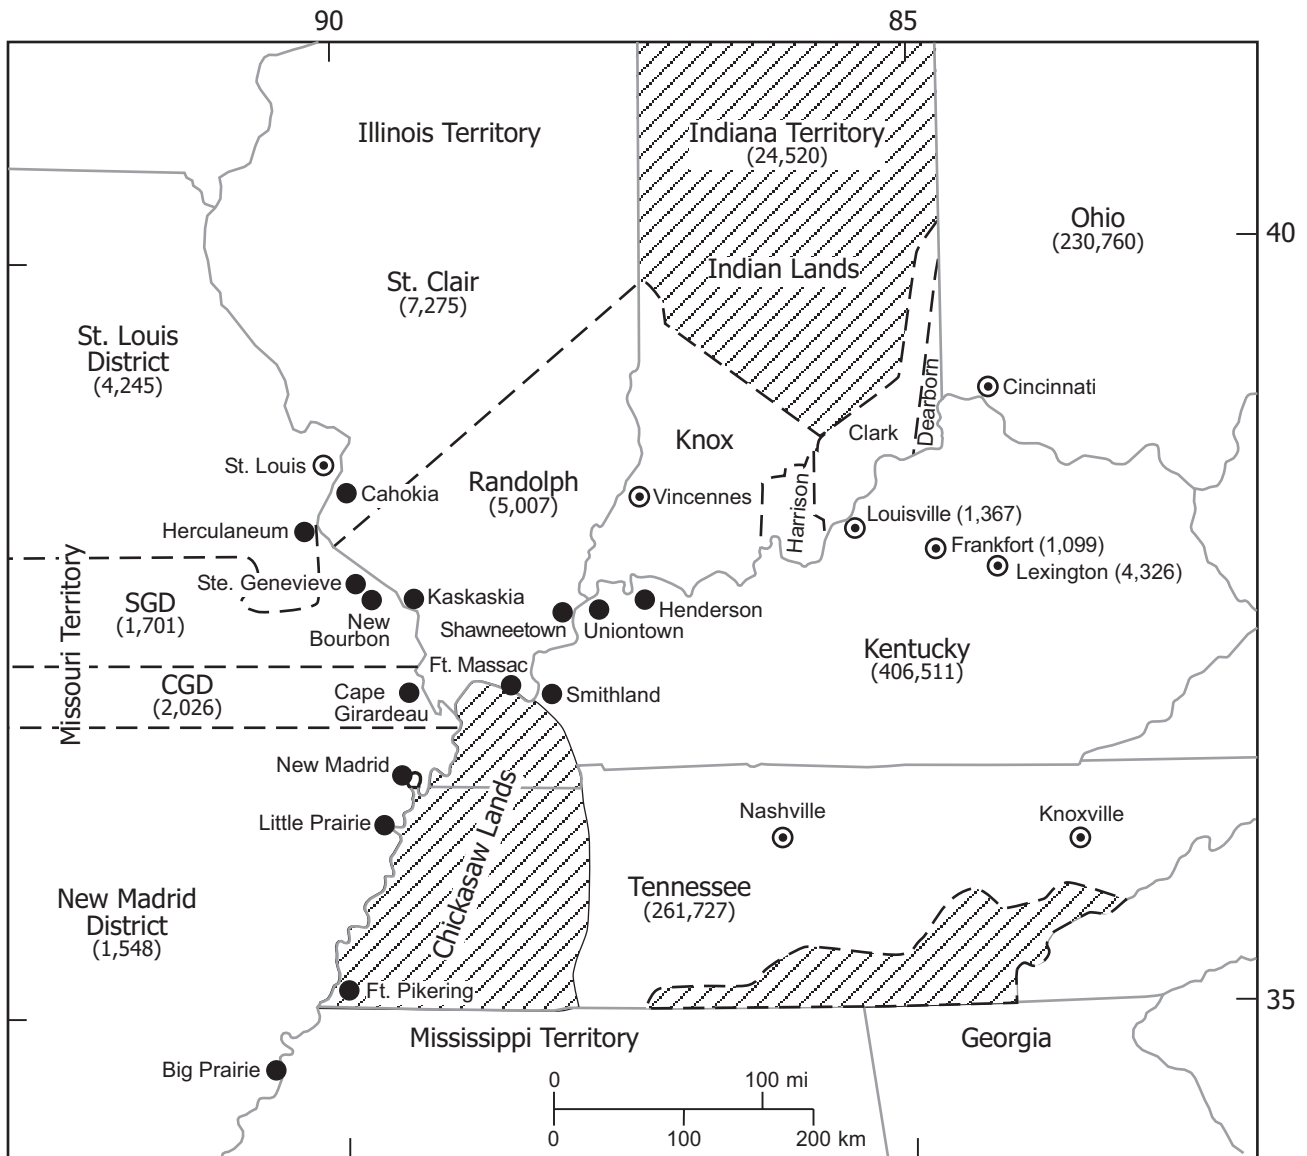 90
85
Illinois Territory
Indiana Territory
(24,520)
Ohio
(230,760)
40
Indian Lands
St. Clair
(7,275)
St. Louis
District
(4,245)
Dearborn
Cincinnati
Clark
Knox
St. Louis
Cahokia
Randolph
(5,007)
Vincennes
Harrison
Louisville (1,367)
Herculaneum
Frankfort (1,099)
Lexington (4,326)
Missouri Territory
Ste. Genevieve
SGD
(1,701)
New
Bourbon
Kaskaskia
Shawneetown
Uniontown
Henderson
Kentucky
(406,511)
Ft. Massac
CGD
(2,026)
Cape
Girardeau
Smithland
New Madrid
Little Prairie
Chickasaw Lands
Nashville
Knoxville
New Madrid
District
(1,548)
Tennessee
(261,727)
Ft. Pikering
35
Mississippi Territory
Georgia
Big Prairie
0
100 mi
0
100
200 km